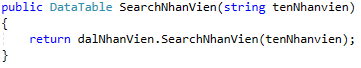 public DataTable SearchNhanVien(string tenNhanvien)
{
    return dalNhanVien.SearchNhanVien(tenNhanvien);
}